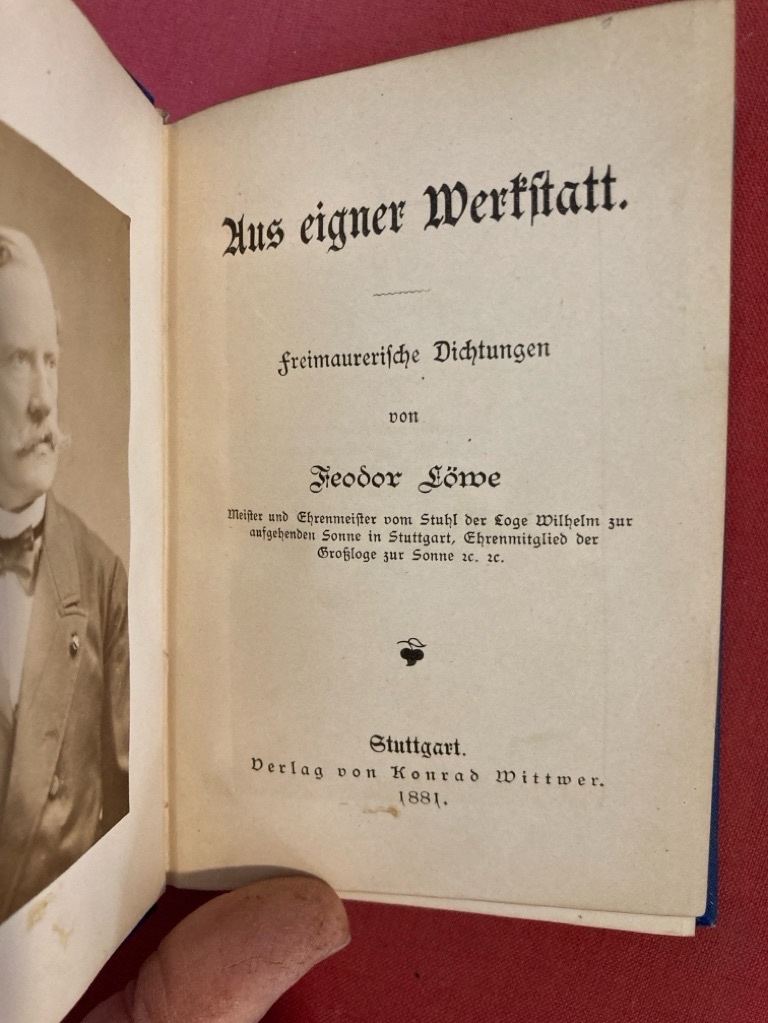 Aus eigner Werkſtatt.
Freimaureriſche Dichtungen
von
Feodor Löwe
Meiſter und Ehrenmeiſter vom Stuhl der Loge Wilhelm zur
aufgehenden Sonne in Stuttgart, Ehrenmitglied der
Großloge zur Sonne ꝛc. ꝛc.
Stuttgart.
Verlag von Konrad Wittwer.
1881.